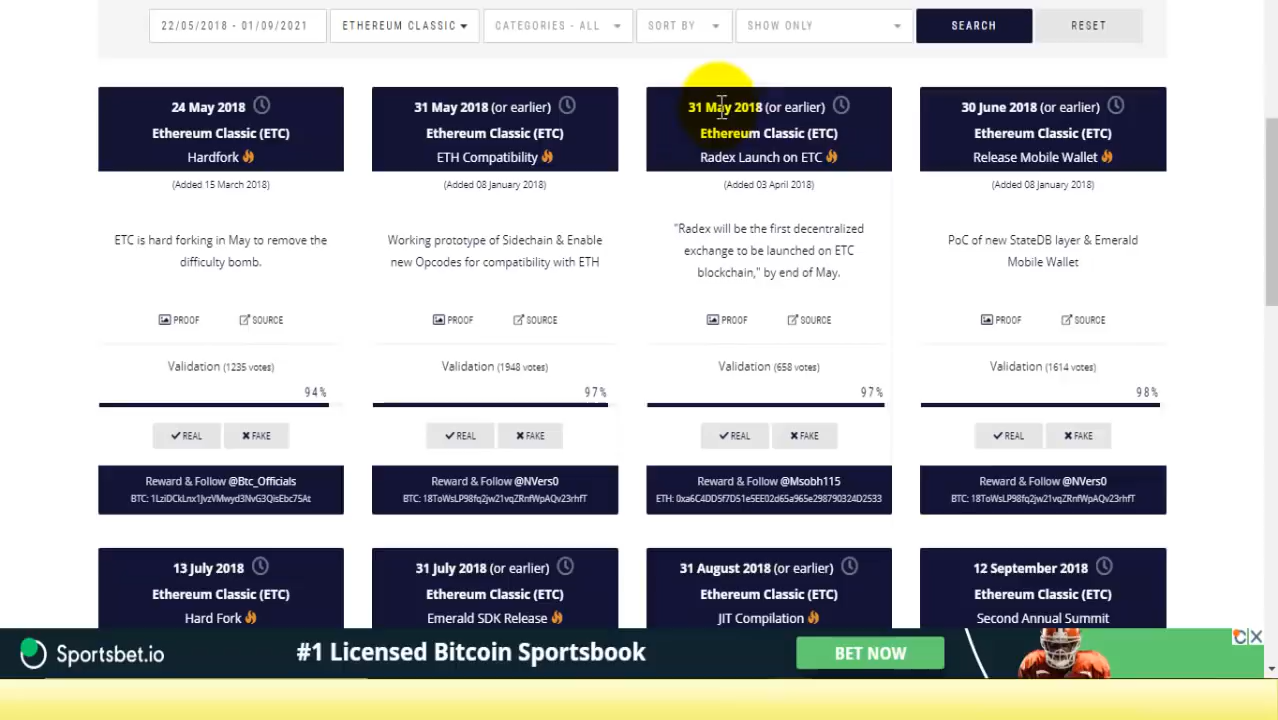 22/05/2018 - 01/09/2021 ETHEREUM CLASSIC CATEGORIES - ALL SORT BY SHOW ONLY SEARCH RESET
24 May 2018
Ethereum Classic (ETC)
Hardfork
(Added 15 March 2018)
ETC is hard forking in May to remove the
difficulty bomb.
PROOF SOURCE
Validation (1235 votes)
94%
REAL FAKE
Reward & Follow @Btc_Officials
BTC: 1LziDCkLnx1JvzVMwyd3NvG3QisEbc75At
31 May 2018 (or earlier)
Ethereum Classic (ETC)
ETH Compatibility
(Added 08 January 2018)
Working prototype of Sidechain & Enable
new Opcodes for compatibility with ETH
PROOF SOURCE
Validation (1948 votes)
97%
REAL FAKE
Reward & Follow @NVers0
BTC: 18ToWsLP98fq2jw21vqZRnfWpAQv23rhfT
31 May 2018 (or earlier)
Ethereum Classic (ETC)
Radex Launch on ETC
(Added 03 April 2018)
"Radex will be the first decentralized
exchange to be launched on ETC
blockchain," by end of May.
PROOF SOURCE
Validation (658 votes)
97%
REAL FAKE
Reward & Follow @Msobh115
ETH: 0xa6C4DD5f7D51e5EE02d65a965e298790324D2533
30 June 2018 (or earlier)
Ethereum Classic (ETC)
Release Mobile Wallet
(Added 08 January 2018)
PoC of new StateDB layer & Emerald
Mobile Wallet
PROOF SOURCE
Validation (1614 votes)
98%
REAL FAKE
Reward & Follow @NVers0
BTC: 18ToWsLP98fq2jw21vqZRnfWpAQv23rhfT
13 July 2018
Ethereum Classic (ETC)
Hard Fork
31 July 2018 (or earlier)
Ethereum Classic (ETC)
Emerald SDK Release
31 August 2018 (or earlier)
Ethereum Classic (ETC)
JIT Compilation
12 September 2018
Ethereum Classic (ETC)
Second Annual Summit
Sportsbet.io #1 Licensed Bitcoin Sportsbook BET NOW